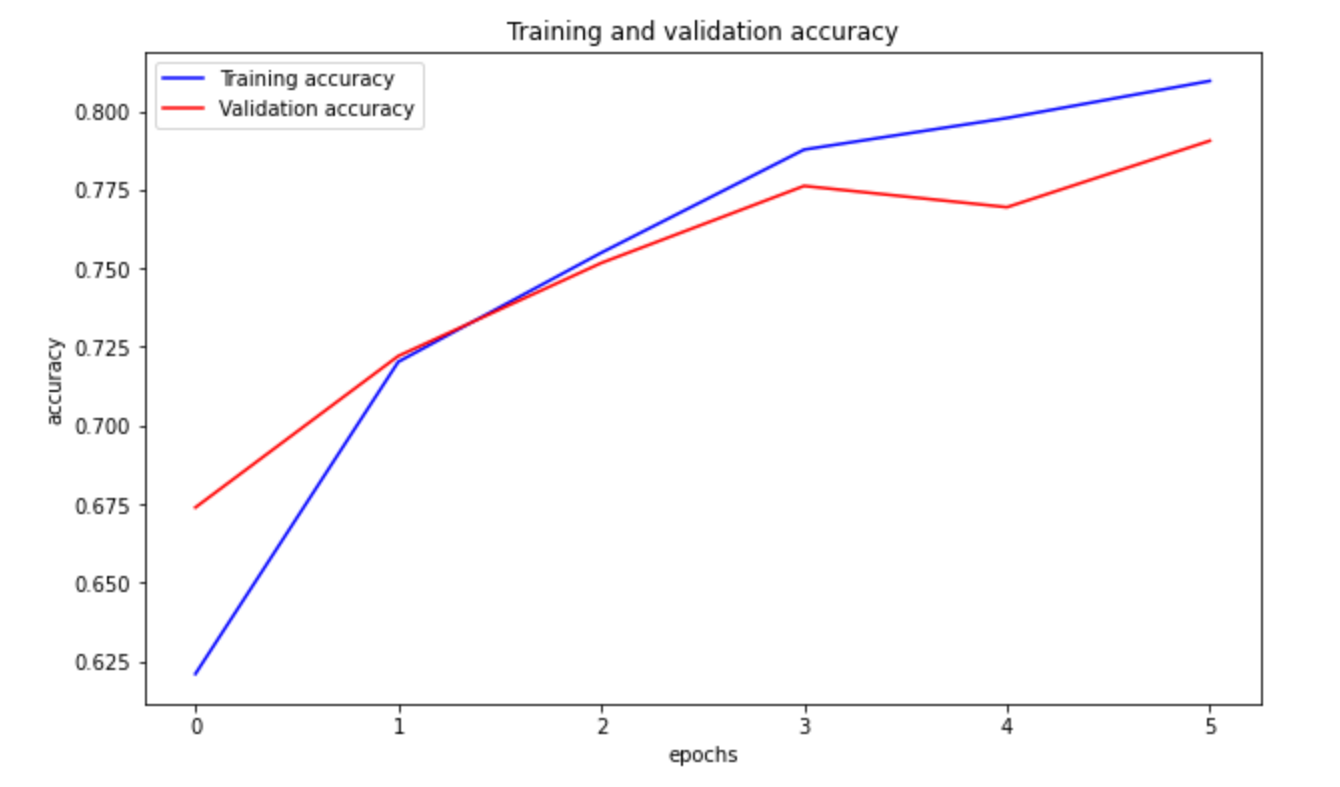 Training and validation accuracy
Training accuracy
Validation accuracy
0.800
0.775
0.750
0.725
0.700
0.675
0.650
0.625
accuracy
0 1 2 3 4 5
epochs